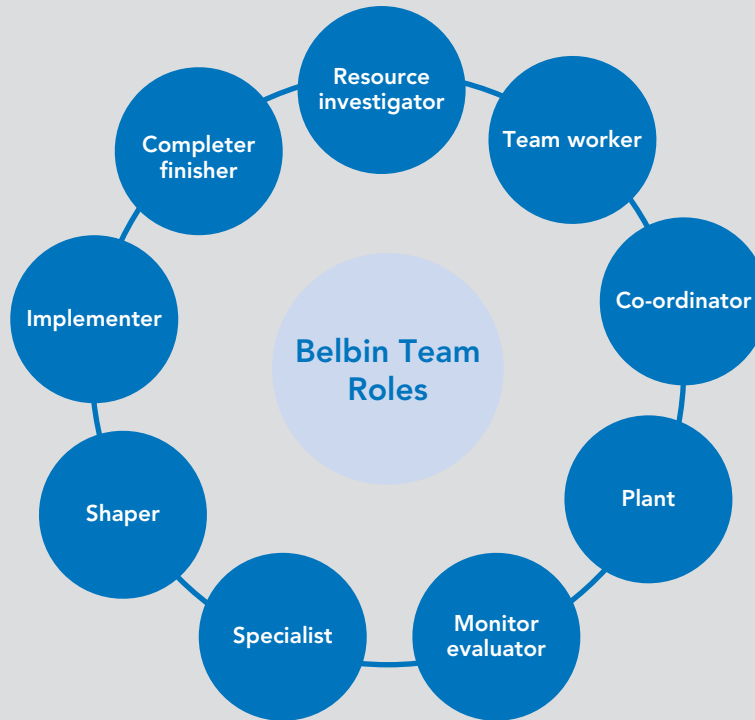 Resource
investigator
Team worker
Co-ordinator
Plant
Monitor
evaluator
Specialist
Shaper
Implementer
Completer
finisher
Belbin Team
Roles